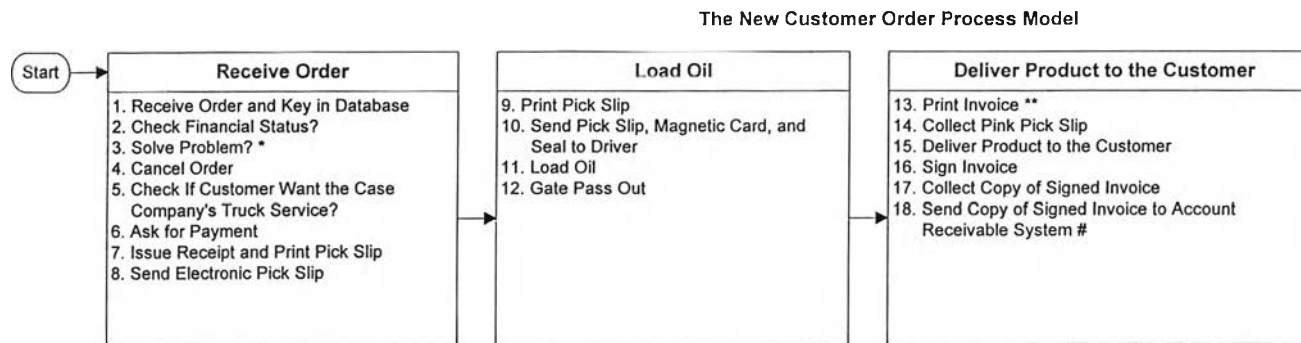 The New Customer Order Process Model
Start
Receive Order
1. Receive Order and Key in Database
2. Check Financial Status?
3. Solve Problem? *
4. Cancel Order
5. Check If Customer Want the Case
Company's Truck Service?
6. Ask for Payment
7. Issue Receipt and Print Pick Slip
8. Send Electronic Pick Slip
Load Oil
9. Print Pick Slip
10. Send Pick Slip, Magnetic Card, and
Seal to Driver
11. Load Oil
12. Gate Pass Out
Deliver Product to the Customer
13. Print Invoice **
14. Collect Pink Pick Slip
15. Deliver Product to the Customer
16. Sign Invoice
17. Collect Copy of Signed Invoice
18. Send Copy of Signed Invoice to Account
Receivable System #